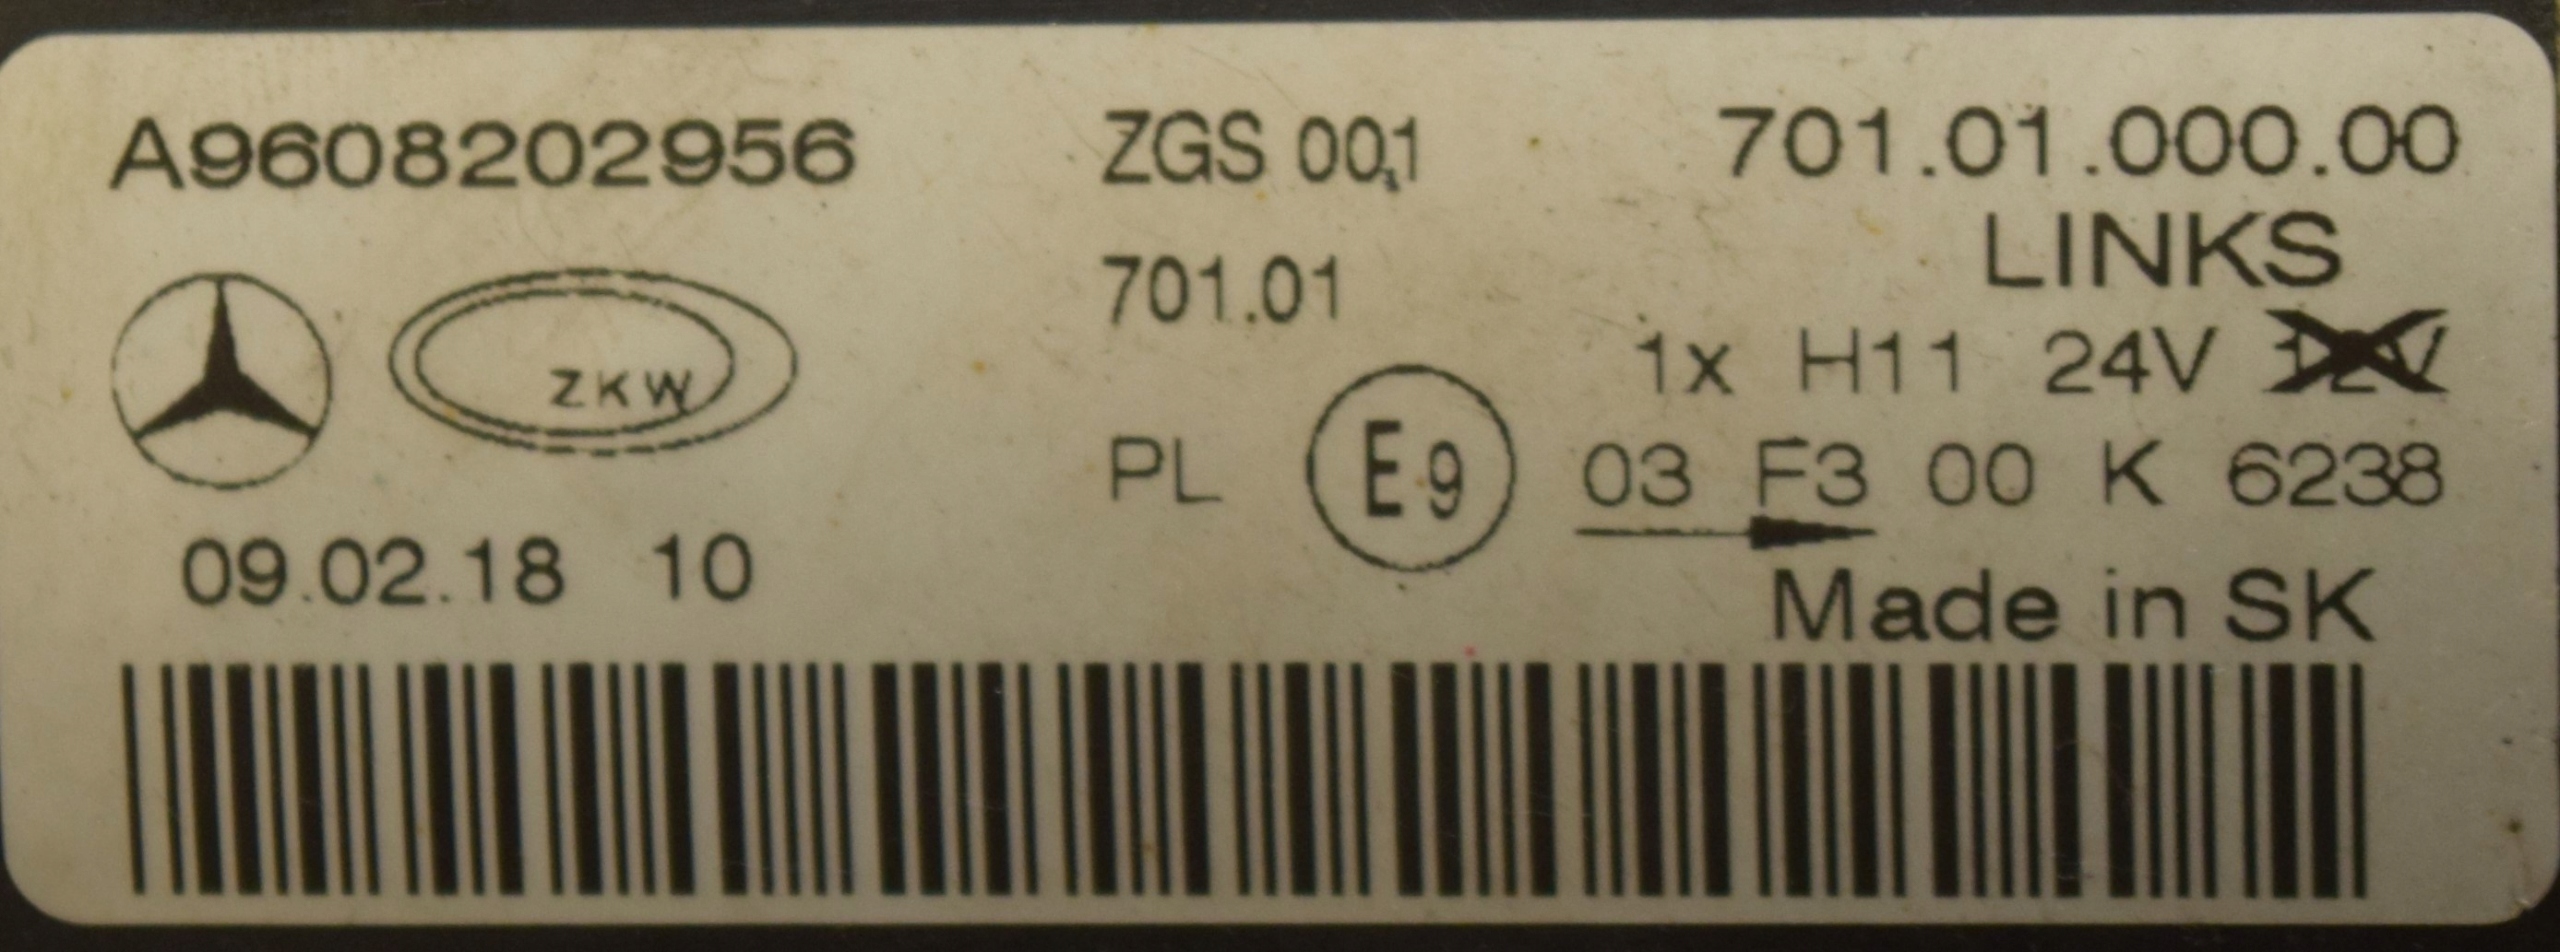 A9608202956 ZGS 001 701.01.000.00
LINKS
701.01
1x H11 24V 12V
ZKW
PL E9 03 F3 00 K 6238
09.02.18 10
Made in SK